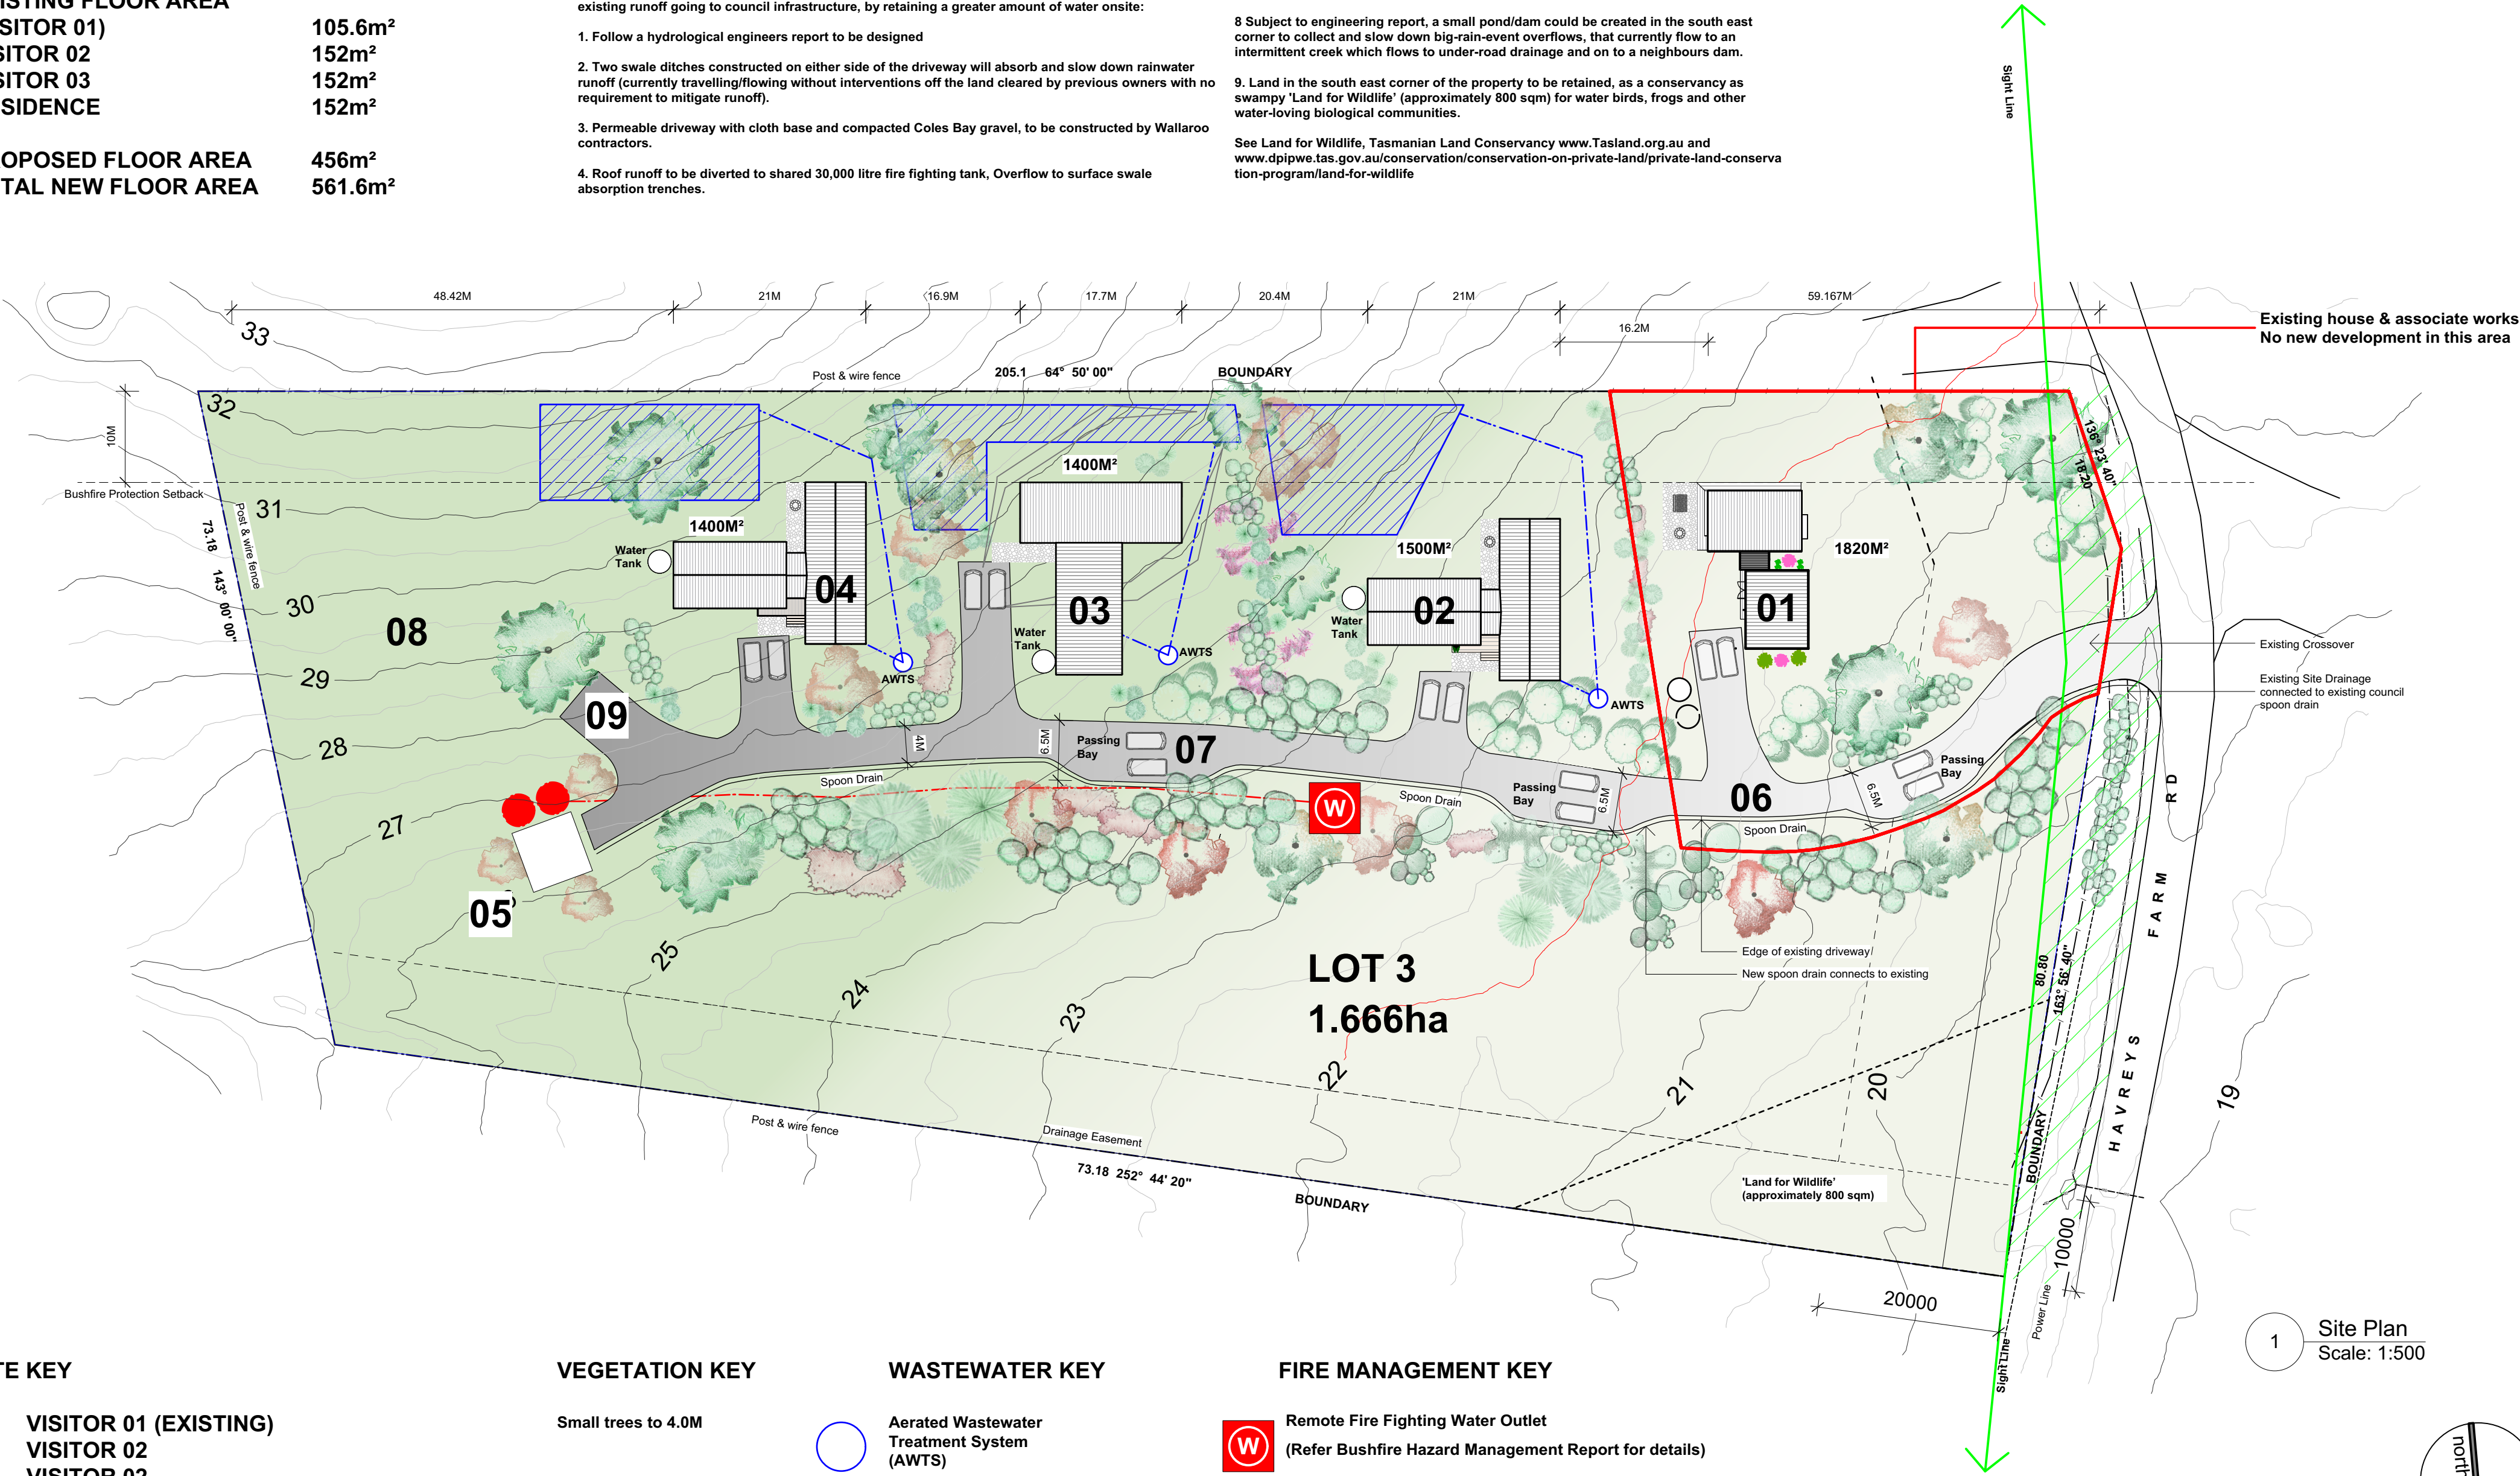 ISTING FLOOR AREA
SITOR 01) 105.6m²
SITOR 02 152m²
SITOR 03 152m²
SIDENCE 152m²
OPOSED FLOOR AREA 456m²
TAL NEW FLOOR AREA 561.6m²
existing runoff going to council infrastructure, by retaining a greater amount of water onsite:
1. Follow a hydrological engineers report to be designed
2. Two swale ditches constructed on either side of the driveway will absorb and slow down rainwater
runoff (currently travelling/flowing without interventions off the land cleared by previous owners with no
requirement to mitigate runoff).
3. Permeable driveway with cloth base and compacted Coles Bay gravel, to be constructed by Wallaroo
contractors.
4. Roof runoff to be diverted to shared 30,000 litre fire fighting tank, Overflow to surface swale
absorption trenches.
8 Subject to engineering report, a small pond/dam could be created in the south east
corner to collect and slow down big-rain-event overflows, that currently flow to an
intermittent creek which flows to under-road drainage and on to a neighbours dam.
9. Land in the south east corner of the property to be retained, as a conservancy as
swampy 'Land for Wildlife' (approximately 800 sqm) for water birds, frogs and other
water-loving biological communities.
See Land for Wildlife, Tasmanian Land Conservancy www.Tasland.org.au and
www.dpipwe.tas.gov.au/conservation/conservation-on-private-land/private-land-conserva
tion-program/land-for-wildlife
Sight Line
48.42M 21M 16.9M 17.7M 20.4M 21M 59.167M
16.2M
Existing house & associate works
No new development in this area
33
Post & wire fence 205.1 64° 50' 00" BOUNDARY
32
10M
Bushfire Protection Setback
31
73.18 143° 00' 00"
Post & wire fence
136° 23' 40"
18.20
1400M²
1400M²
1500M²
1820M²
Water
Tank
04
03
02
01
30
08
Water
Tank
Water
Tank
AWTS
AWTS
AWTS
29
Existing Crossover
Existing Site Drainage
connected to existing council
spoon drain
09
28
4M
6.5M
Passing
Bay
07
Passing
Bay
6.5M
06
6.5M
Passing
Bay
Spoon Drain
Spoon Drain
Spoon Drain
W
27
05
HAVREYS FARM RD
25
24
23
22
21
20
19
LOT 3
1.666ha
Edge of existing driveway
New spoon drain connects to existing
80.80
163° 56' 40"
BOUNDARY
Post & wire fence
Drainage Easement
73.18 252° 44' 20"
BOUNDARY
'Land for Wildlife'
(approximately 800 sqm)
10000
20000
Power Line
Sight Line
1
Site Plan
Scale: 1:500
TE KEY
VISITOR 01 (EXISTING)
VISITOR 02
VISITOR 02
VEGETATION KEY
Small trees to 4.0M
WASTEWATER KEY
Aerated Wastewater
Treatment System
(AWTS)
FIRE MANAGEMENT KEY
W
Remote Fire Fighting Water Outlet
(Refer Bushfire Hazard Management Report for details)
north